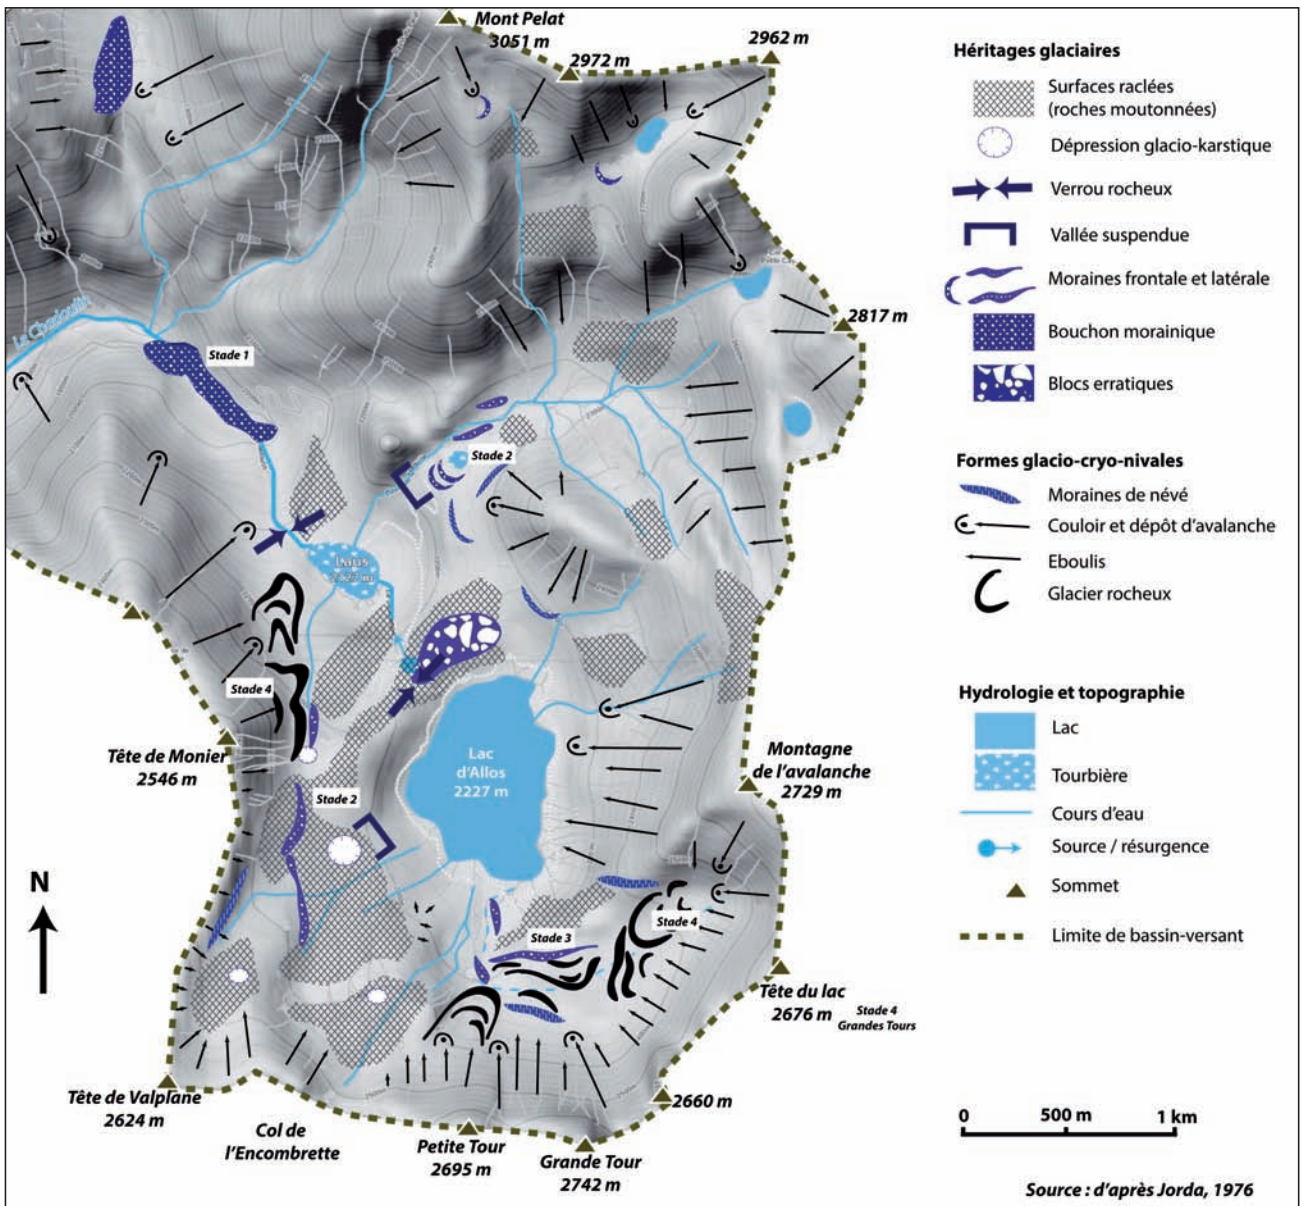 Mont Pelat
3051 m
2972 m
2962 m
2817 m
Le Chadoulin
Stade 1
Stade 2
Laus
2127 m
Stade 4
Tête de Monier
2546 m
Lac
d'Allos
2227 m
Montagne
de l'avalanche
2729 m
Stade 2
N
Stade 4
Stade 3
Tête du lac
2676 m
Stade 4
Grandes Tours
Tête de Valplane
2624 m
Col de
l'Encombrette
Petite Tour
2695 m
Grande Tour
2742 m
2660 m
Héritages glaciaires
Surfaces raclées
(roches moutonnées)
Dépression glacio-karstique
Verrou rocheux
Vallée suspendue
Moraines frontale et latérale
Bouchon morainique
Blocs erratiques
Formes glacio-cryo-nivales
Moraines de névé
Couloir et dépôt d'avalanche
Eboulis
Glacier rocheux
Hydrologie et topographie
Lac
Tourbière
Cours d'eau
Source / résurgence
Sommet
Limite de bassin-versant
0 500 m 1 km
Source : d'après Jorda, 1976